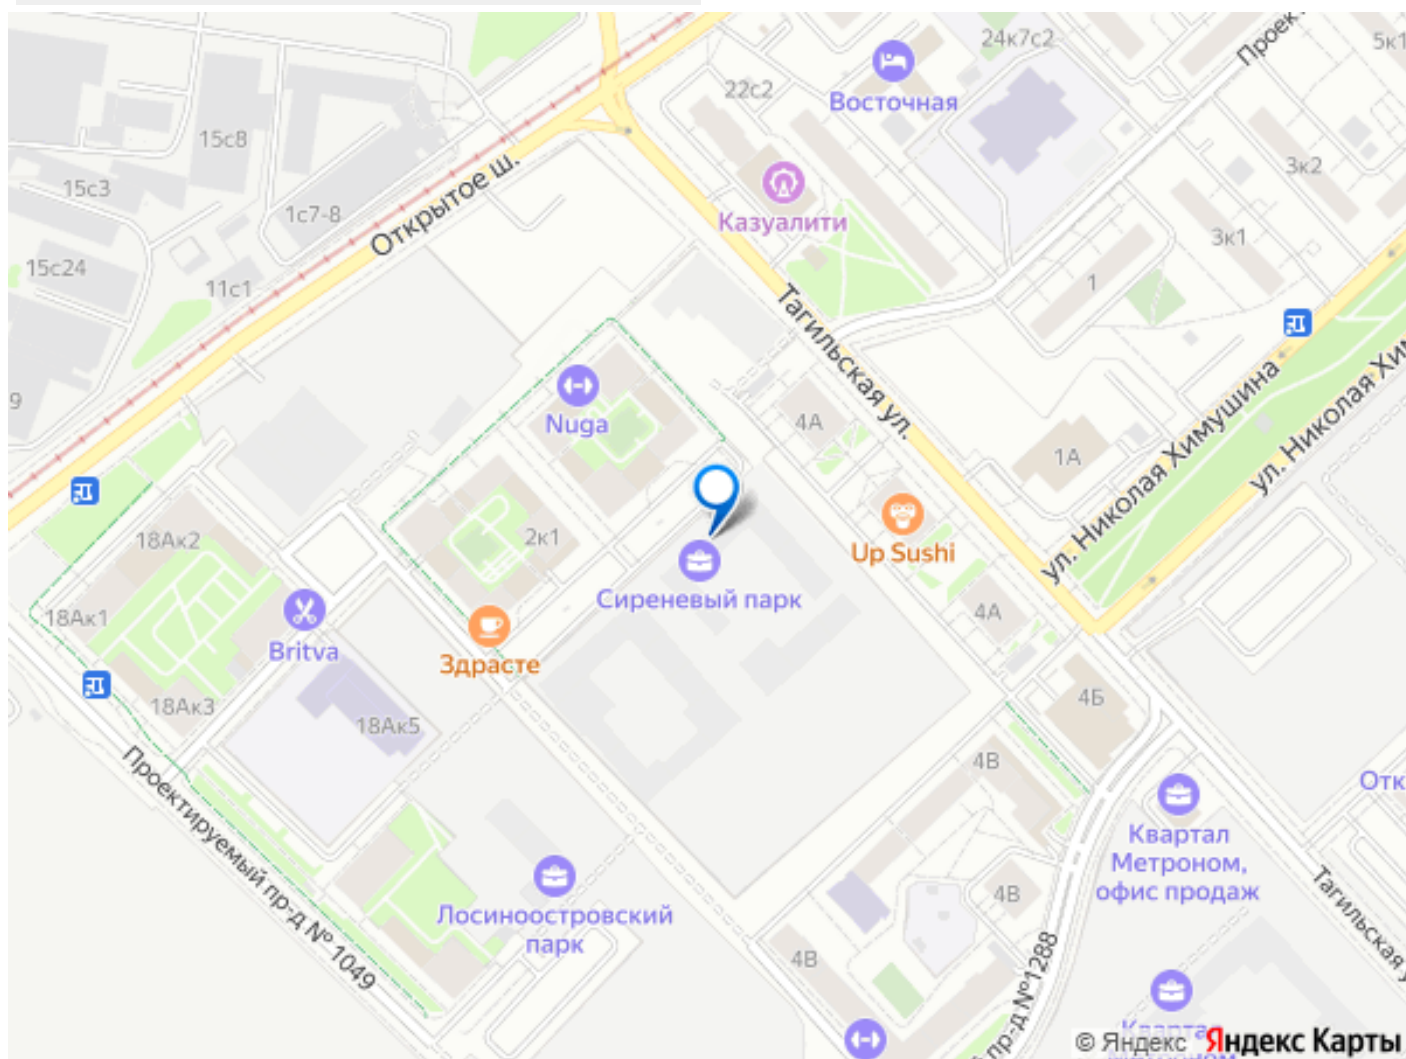 24к7с2
Проек
5к1
22с2
Восточная
15с8
15с3
1с7-8
Открытое ш.
3к2
Казуалити
3к1
15с24
11с1
1
Тагильская ул.
9
Nuga
4А
1А
ул. Николая Химушина
ул. Николая Хим
18Ак2
2к1
Up Sushi
Сиреневый парк
18Ак1
4А
Britva
Здрасте
18Ак3
18Ак5
4Б
4В
Проектируемый пр-д № 1049
Отк
Квартал
Метроном,
офис продаж
Лосиноостровский
парк
4В
Тагильская у
4В
пр-д №1288
Кварта
© Яндекс Яндекс Карты